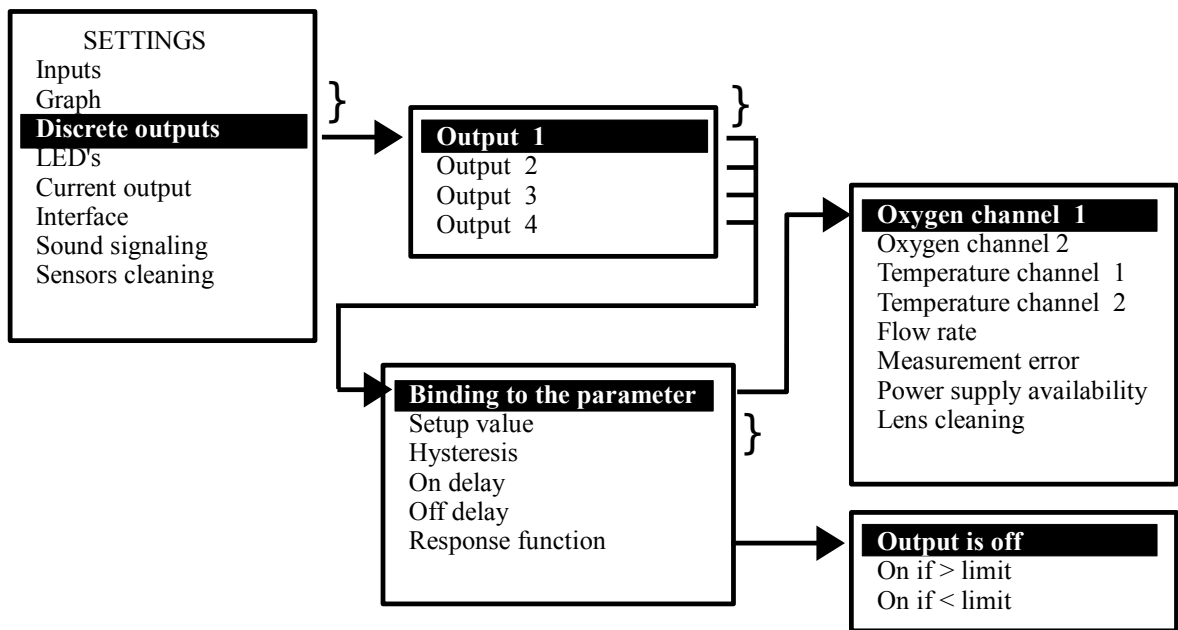 SETTINGS
Inputs
Graph
Discrete outputs
LED's
Current output
Interface
Sound signaling
Sensors cleaning
}
}
Output 1
Output 2
Output 3
Output 4
Oxygen channel 1
Oxygen channel 2
Temperature channel 1
Temperature channel 2
Flow rate
Measurement error
Power supply availability
Lens cleaning
Binding to the parameter
Setup value
Hysteresis
On delay
Off delay
Response function
}
Output is off
On if > limit
On if < limit